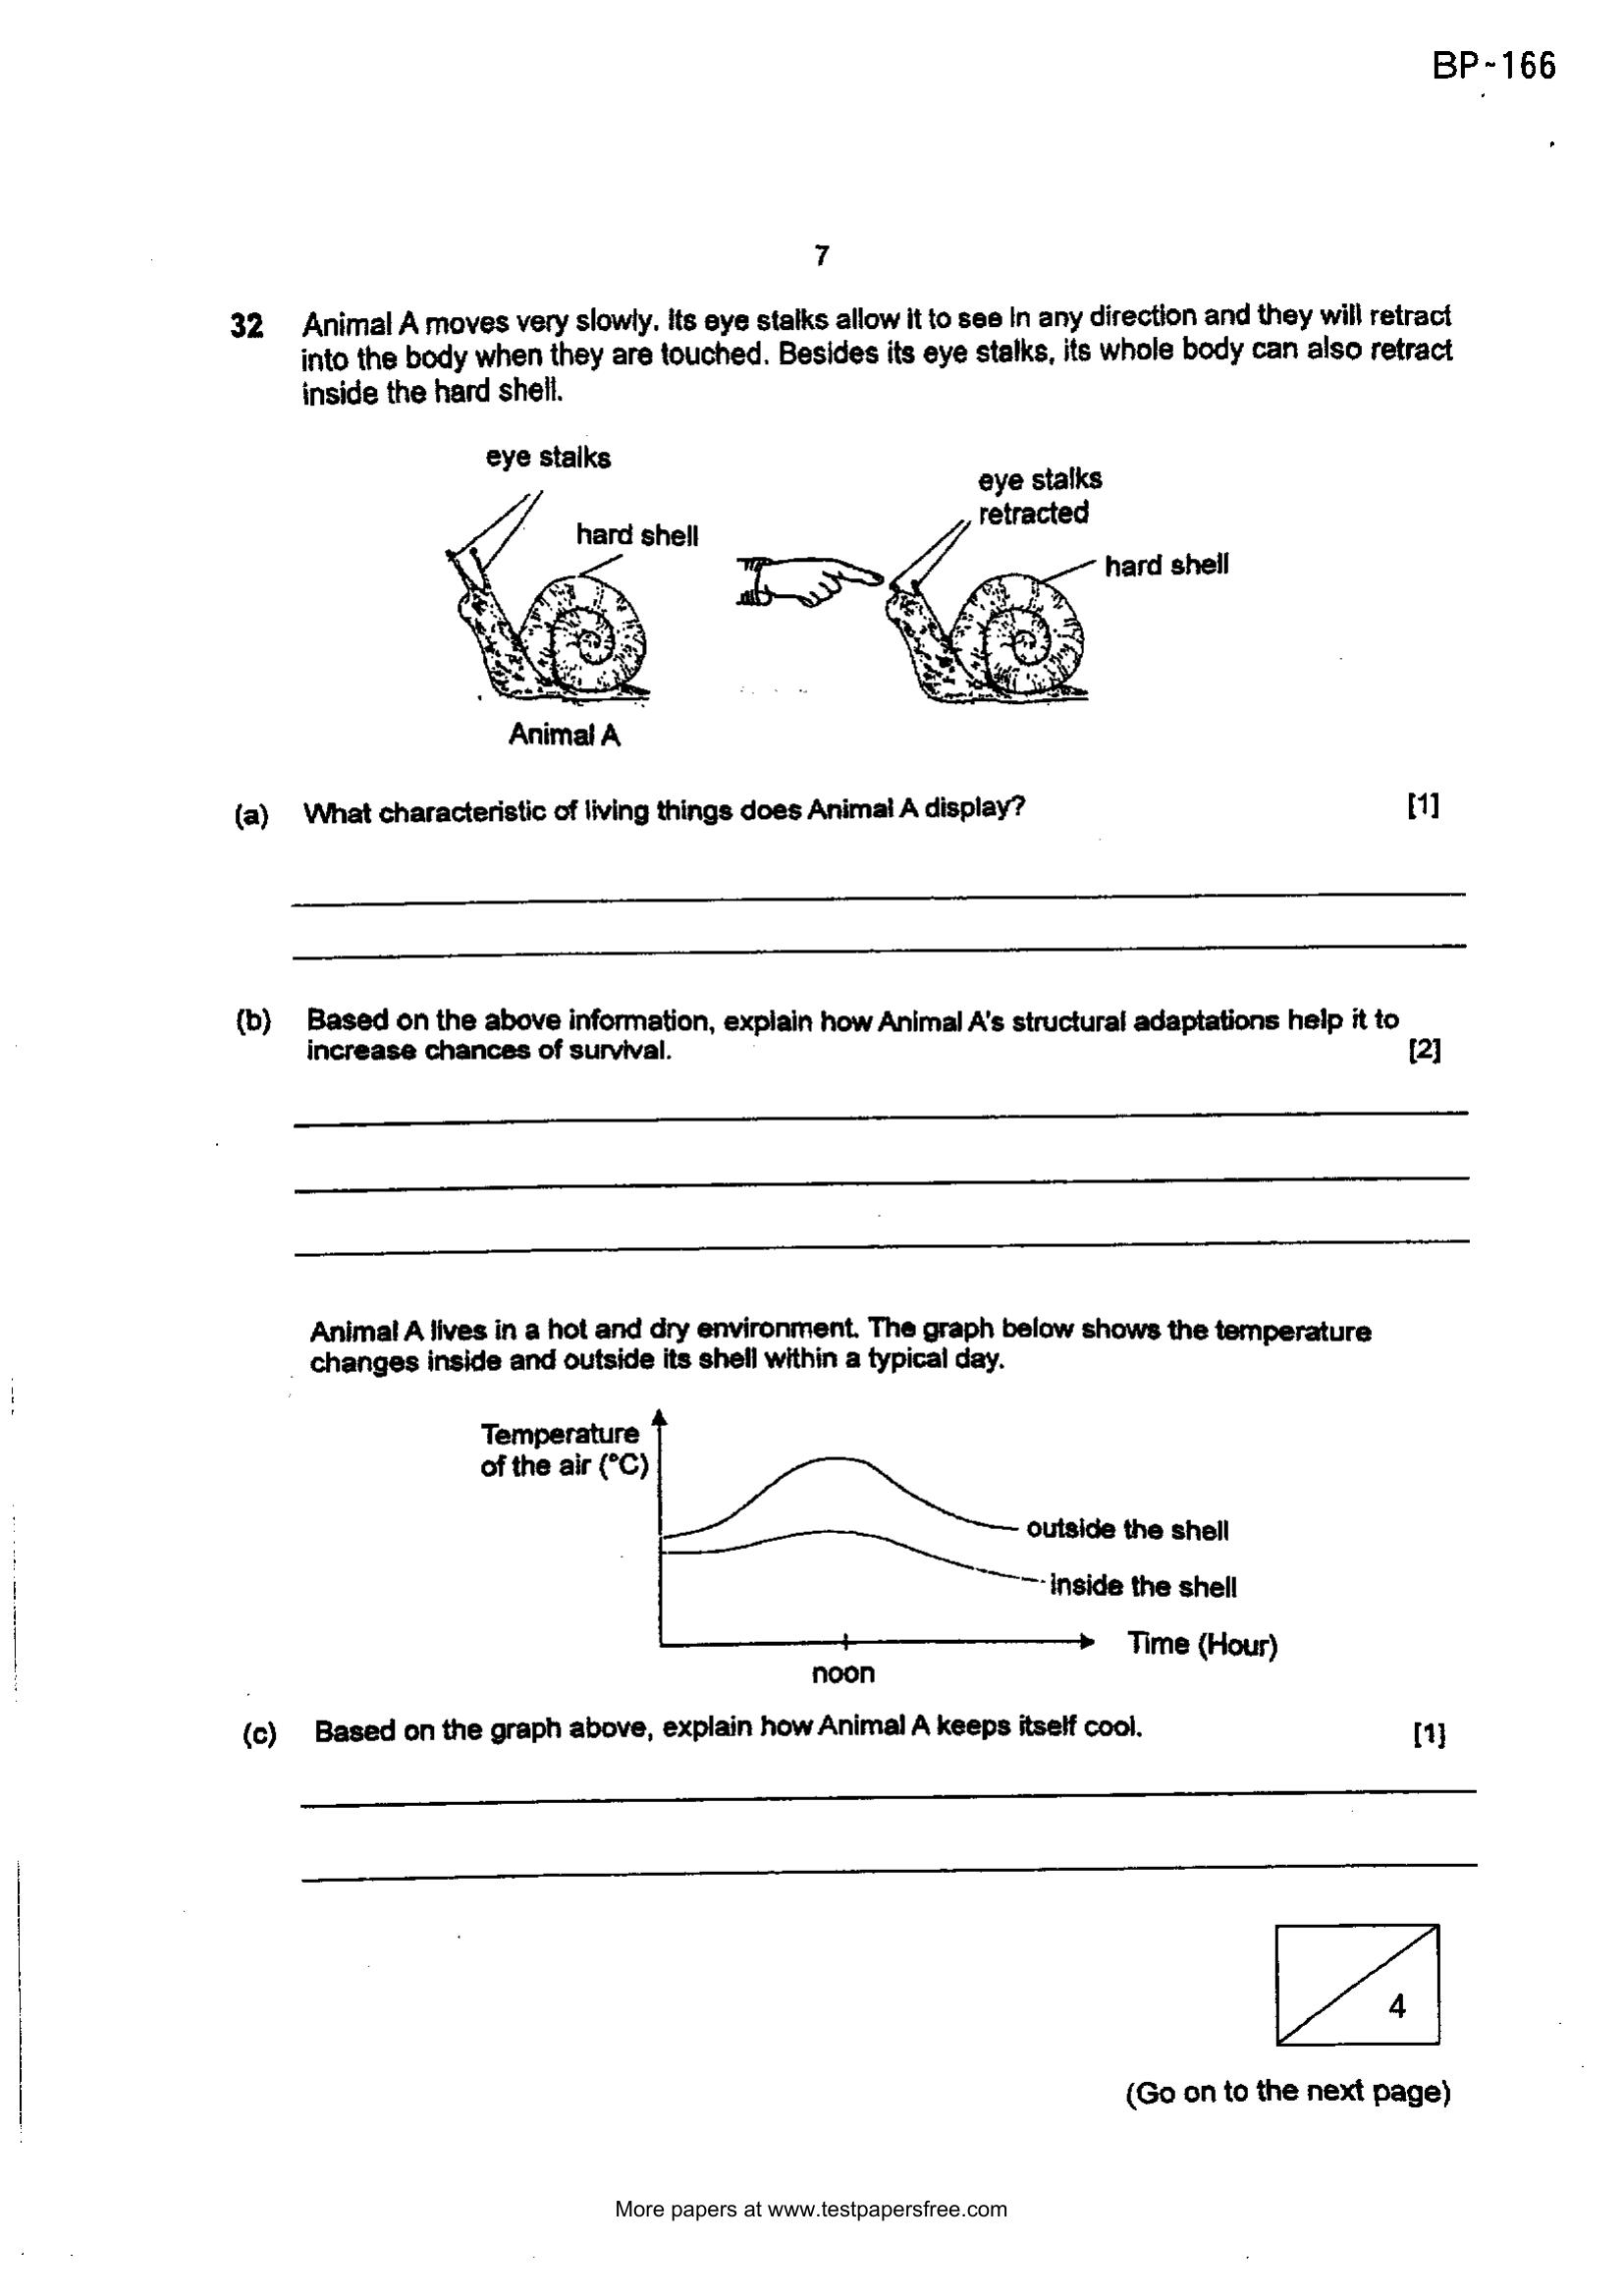 BP-166
7
32 Animal A moves very slowly. Its eye stalks allow it to see in any direction and they will retract
into the body when they are touched. Besides its eye stalks, its whole body can also retract
inside the hard shell.
eye stalks
hard shell
eye stalks
retracted
hard shell
Animal A
(a) What characteristic of living things does Animal A display? [1]
(b) Based on the above information, explain how Animal A's structural adaptations help it to
increase chances of survival. [2]
Animal A lives in a hot and dry environment. The graph below shows the temperature
changes inside and outside its shell within a typical day.
Temperature
of the air (°C)
outside the shell
inside the shell
Time (Hour)
noon
(c) Based on the graph above, explain how Animal A keeps itself cool. [1]
4
(Go on to the next page)
More papers at www.testpapersfree.com